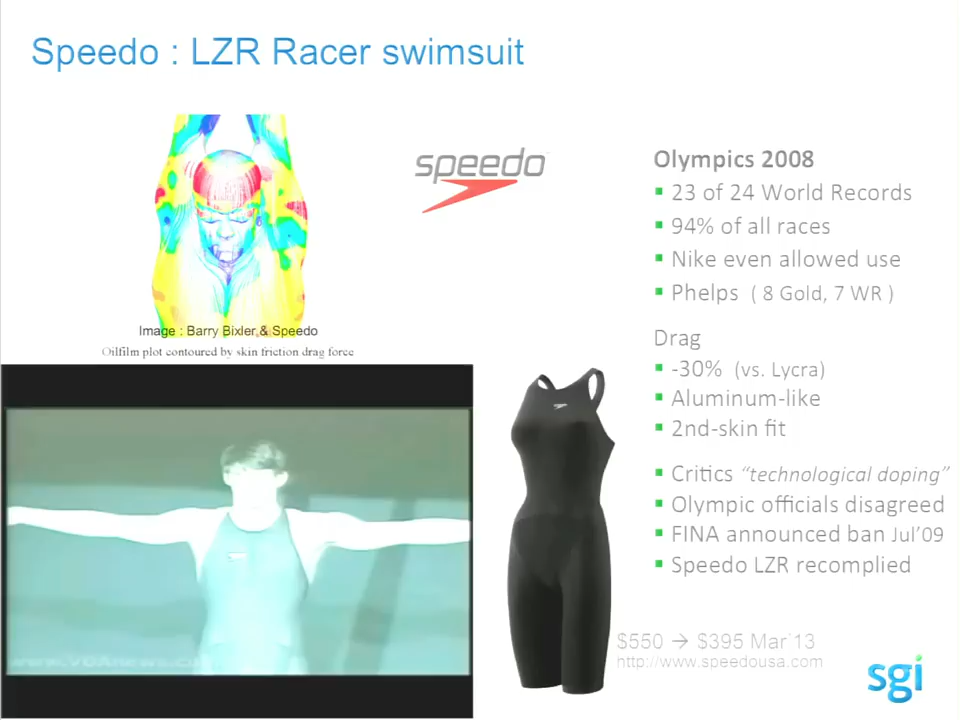 Speedo : LZR Racer swimsuit
speedo
Image : Barry Bixler & Speedo
Oilfilm plot contoured by skin friction drag force
Olympics 2008
▪ 23 of 24 World Records
▪ 94% of all races
▪ Nike even allowed use
▪ Phelps ( 8 Gold, 7 WR )
Drag
▪ -30% (vs. Lycra)
▪ Aluminum-like
▪ 2nd-skin fit
▪ Critics “technological doping”
▪ Olympic officials disagreed
▪ FINA announced ban Jul’09
▪ Speedo LZR recomplied
$550 → $395 Mar’13
http://www.speedousa.com
www.VOAnews.com
sgi